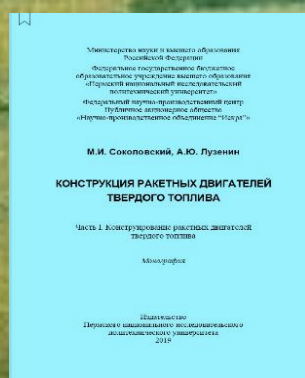 Министерство науки и высшего образования
Российской Федерации
Федеральное государственное бюджетное
образовательное учреждение высшего образования
«Пермский национальный исследовательский
политехнический университет»
Федеральный научно-производственный центр
Публичное акционерное общество
«Научно-производственное объединение "Искра"»
М.И. Соколовский, А.Ю. Лузенин
КОНСТРУКЦИЯ РАКЕТНЫХ ДВИГАТЕЛЕЙ
ТВЕРДОГО ТОПЛИВА
Часть I. Конструирование ракетных двигателей
твердого топлива
Монография
Издательство
Пермского национального исследовательского
политехнического университета
2019